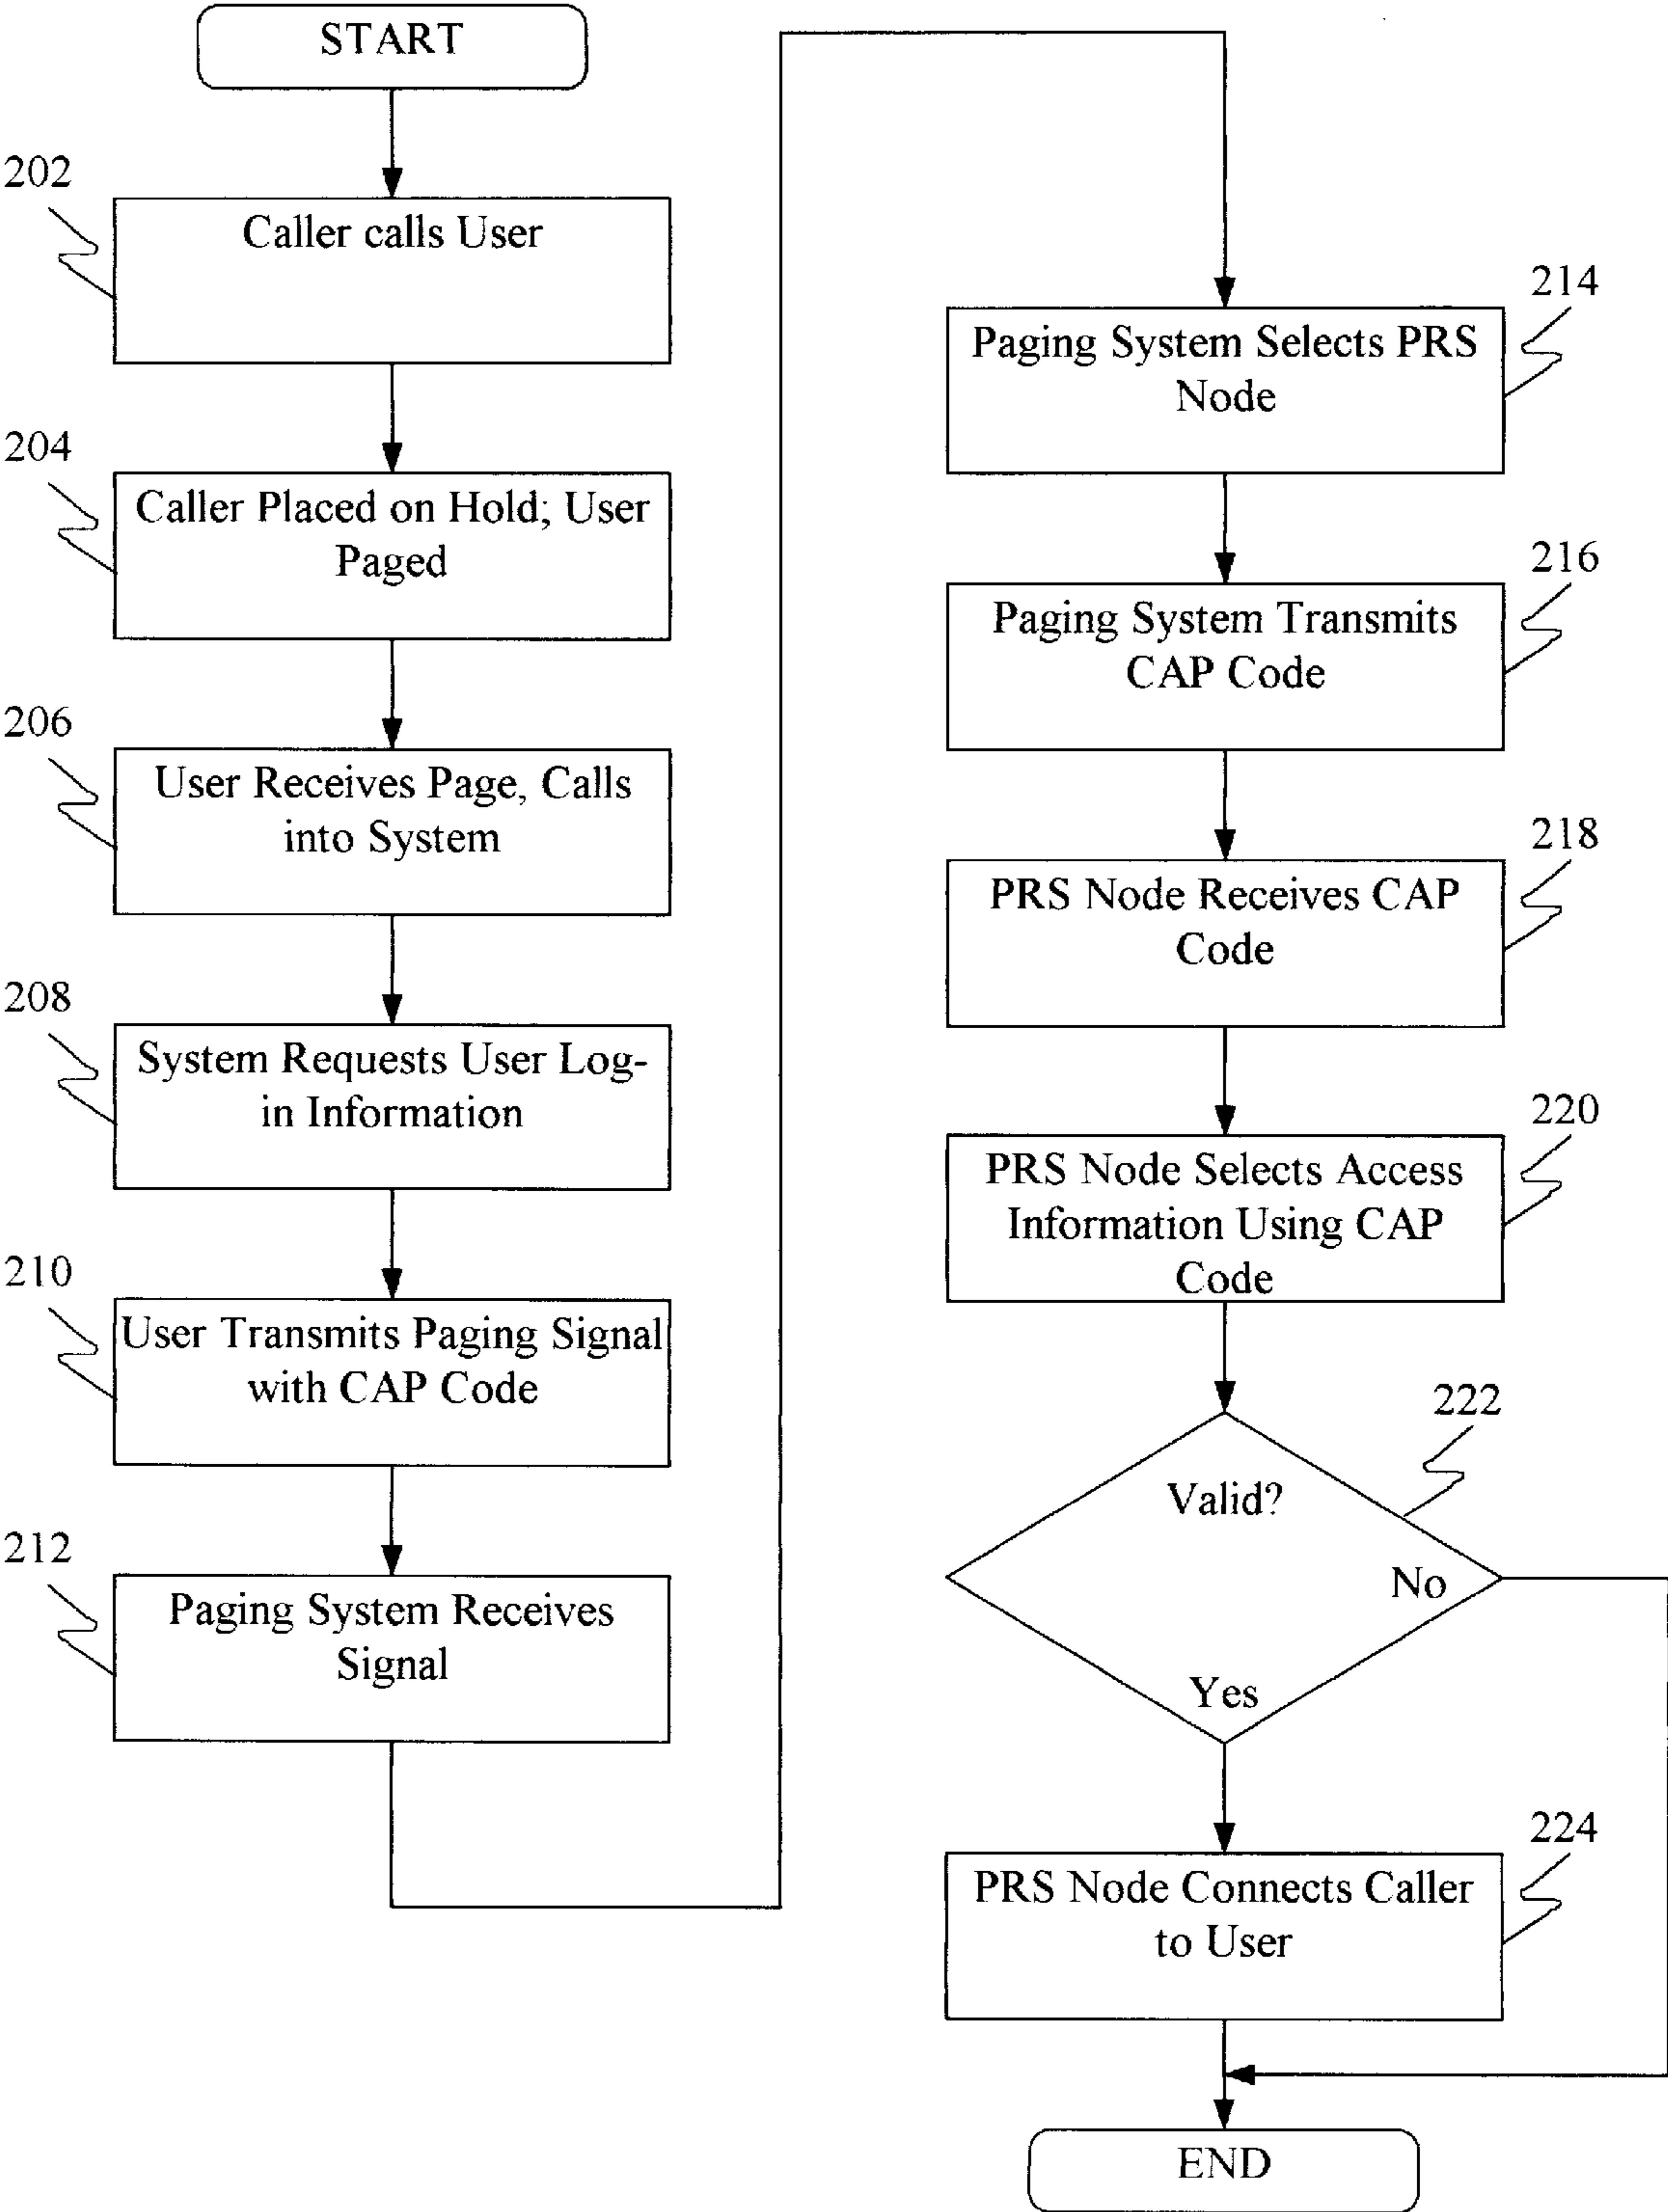 START
202
Caller calls User
204
Caller Placed on Hold; User
Paged
206
User Receives Page, Calls
into System
208
System Requests User Log-
in Information
210
User Transmits Paging Signal
with CAP Code
212
Paging System Receives
Signal
214
Paging System Selects PRS
Node
216
Paging System Transmits
CAP Code
218
PRS Node Receives CAP
Code
220
PRS Node Selects Access
Information Using CAP
Code
222
Valid?
No
Yes
224
PRS Node Connects Caller
to User
END